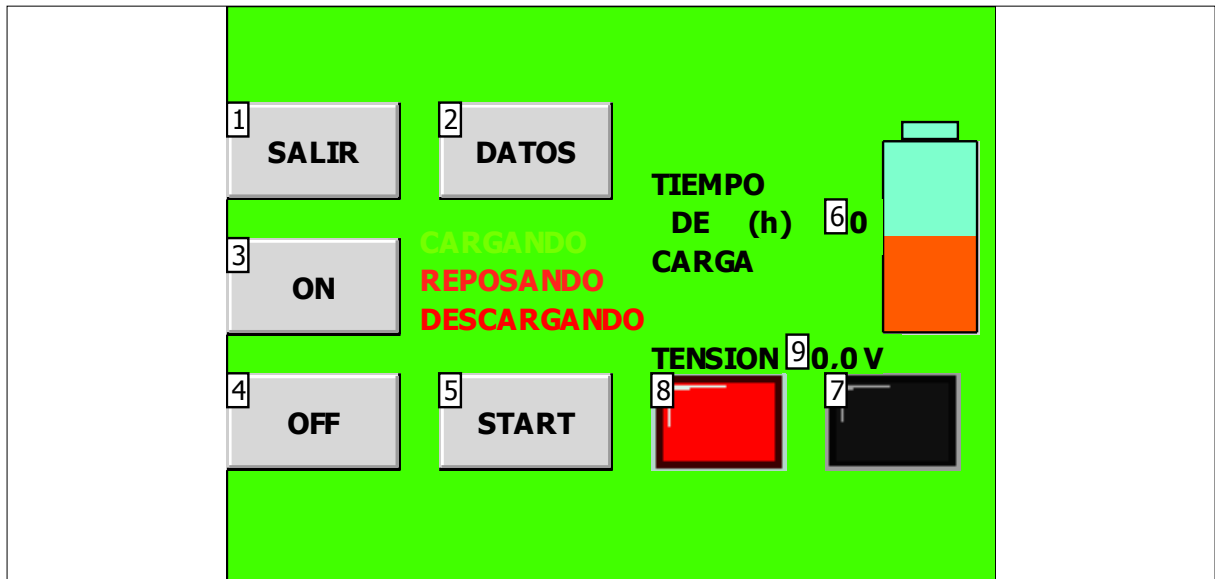 1
SALIR
2
DATOS
TIEMPO
DE (h) 6 0
CARGA
3
ON
CARGANDO
REPOSANDO
DESCARGANDO
TENSION 9 0,0 V
4
OFF
5
START
8
7